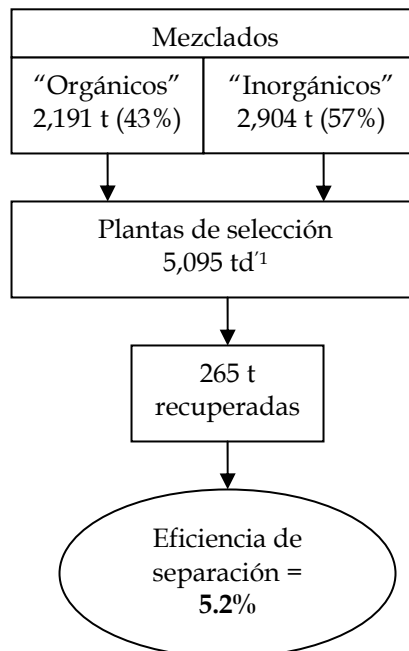 Mezclados
“Orgánicos”
2,191 t (43%)
“Inorgánicos”
2,904 t (57%)
Plantas de selección
5,095 td'1
265 t
recuperadas
Eficiencia de
separación =
5.2%